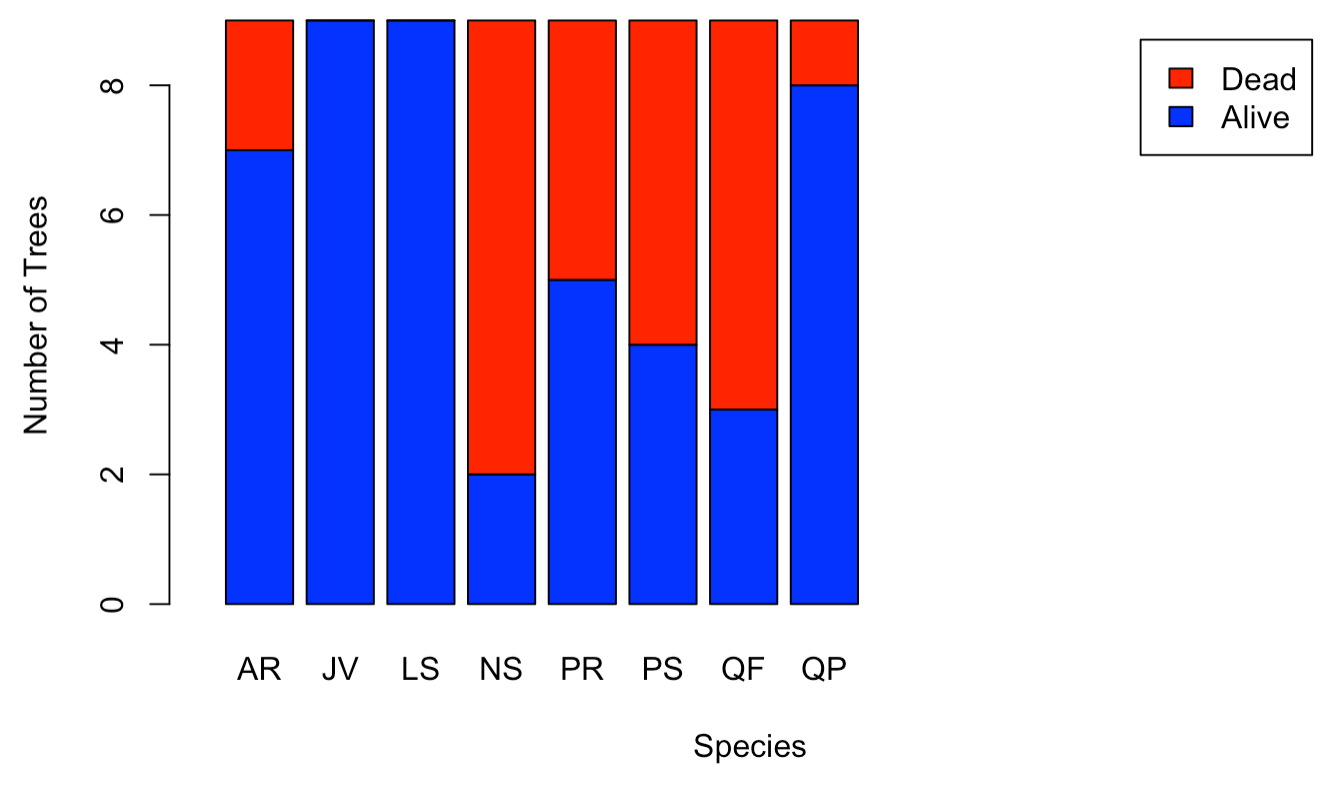 Dead
Alive
Number of Trees
8
6
4
2
0
AR JV LS NS PR PS QF QP
Species